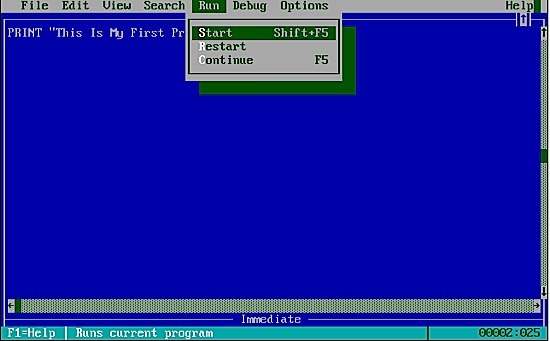 File Edit View Search Run Debug Options Help
PRINT "This Is My First Pr
Start Shift+F5
Restart
Continue F5
Immediate
F1=Help | Runs current program 00002:025